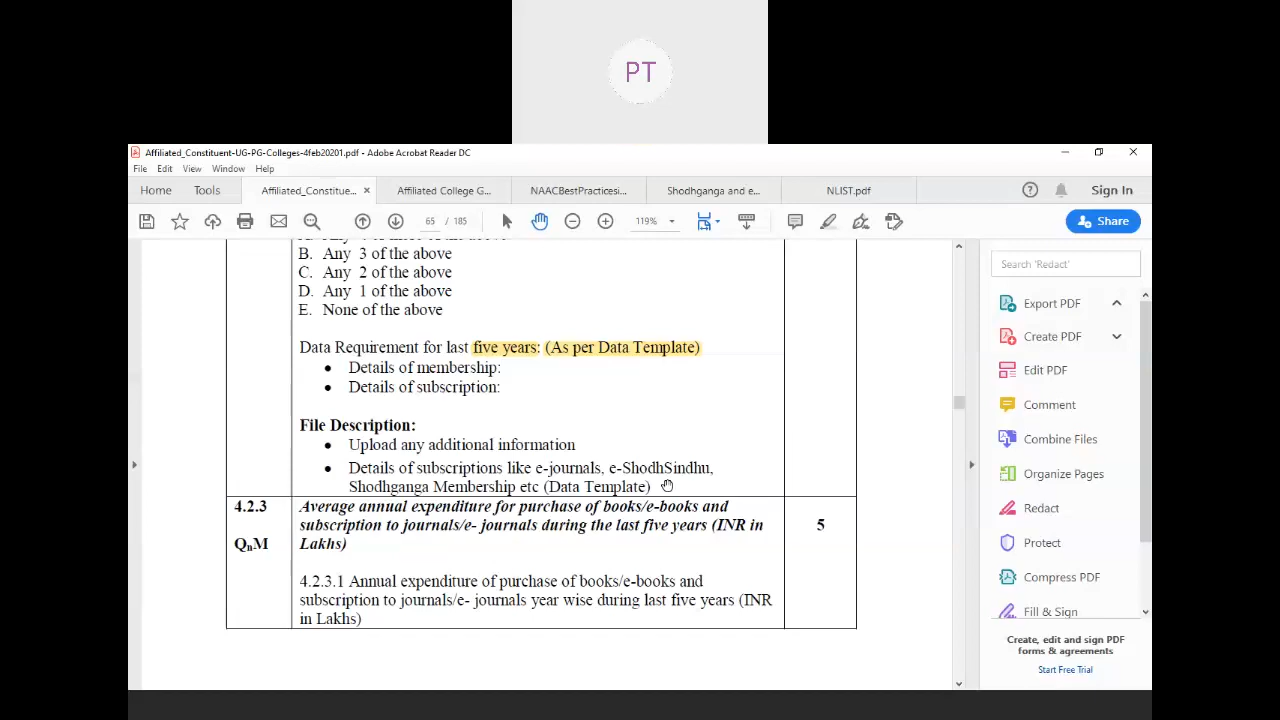 PT
Affiliated_Constituent-UG-PG-Colleges-4feb20201.pdf - Adobe Acrobat Reader DC
File Edit View Window Help
Home Tools Affiliated_Constitue... × Affiliated College G... NAACBestPracticesi... Shodhganga and e... NLIST.pdf Sign In
65 / 185 119% Share
B. Any 3 of the above
C. Any 2 of the above
D. Any 1 of the above
E. None of the above
Data Requirement for last five years: (As per Data Template)
• Details of membership:
• Details of subscription:
File Description:
• Upload any additional information
• Details of subscriptions like e-journals, e-ShodhSindhu,
Shodhganga Membership etc (Data Template)
4.2.3 Average annual expenditure for purchase of books/e-books and
subscription to journals/e- journals during the last five years (INR in 5
QnM Lakhs)
4.2.3.1 Annual expenditure of purchase of books/e-books and
subscription to journals/e- journals year wise during last five years (INR
in Lakhs)
Search 'Redact'
Export PDF
Create PDF
Edit PDF
Comment
Combine Files
Organize Pages
Redact
Protect
Compress PDF
Fill & Sign
Create, edit and sign PDF
forms & agreements
Start Free Trial